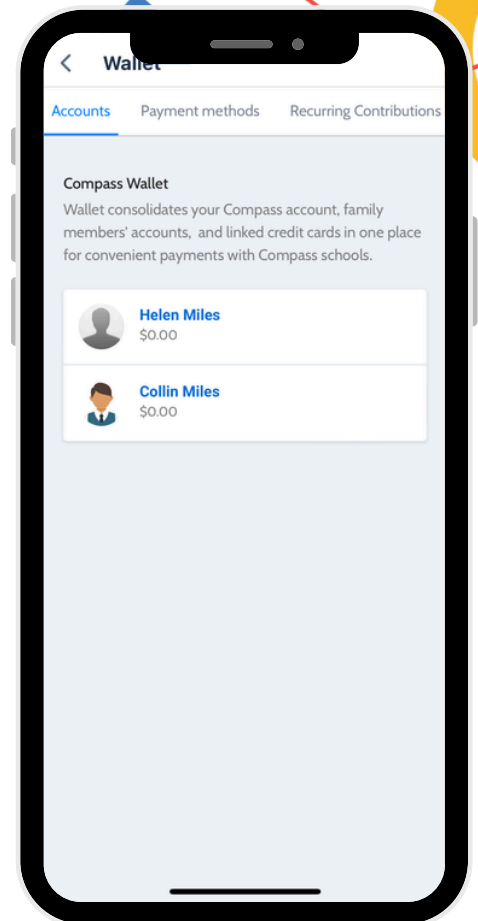 Wallet
Accounts Payment methods Recurring Contributions
Compass Wallet
Wallet consolidates your Compass account, family
members' accounts, and linked credit cards in one place
for convenient payments with Compass schools.
Helen Miles
$0.00
Collin Miles
$0.00